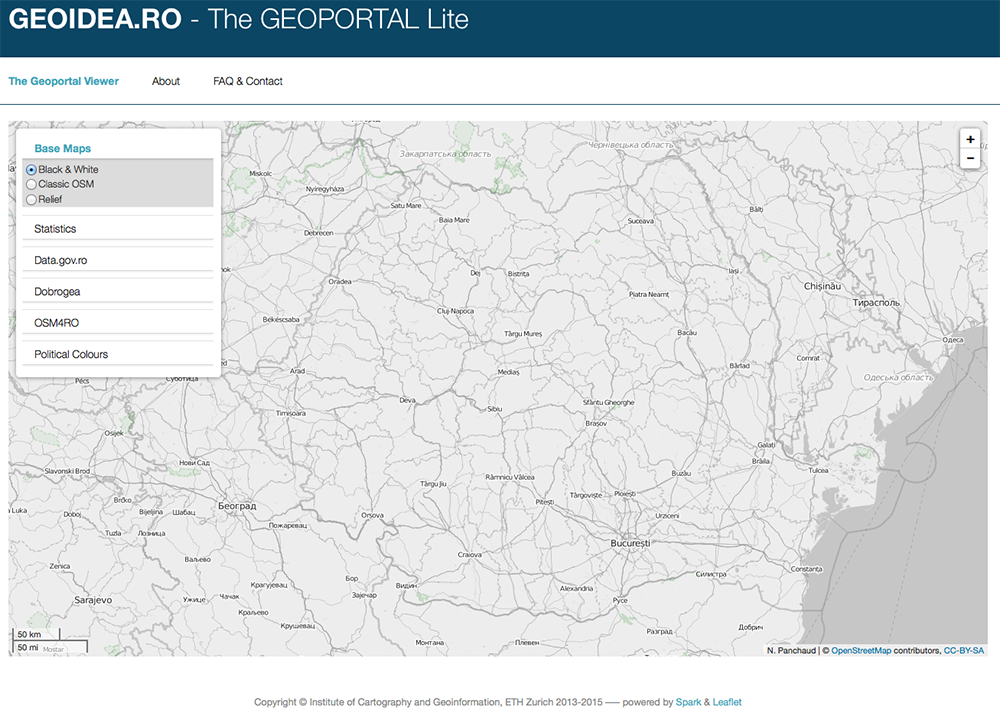 GEOIDEA.RO - The GEOPORTAL Lite
The Geoportal Viewer About FAQ & Contact
Base Maps
Black & White
Classic OSM
Relief
Statistics
Data.gov.ro
Dobrogea
OSM4RO
Political Colours
+
-
Закарпатська область
Чернівецька область
Miskolc
Nyíregyháza
Satu Mare
Baia Mare
Suceava
Bălți
Debrecen
Iași
Dej
Bistrița
Oradea
Chișinău
Piatra Neamț
Тирасполь
Cluj-Napoca
Békéscsaba
Târgu Mureș
Bacău
Одеса
Comrat
Bârlad
Arad
Mediaș
Одеська область
Pécs
Суботица
Deva
Sfântu Gheorghe
Timișoara
Sibiu
Brașov
Osijek
Galați
Brăila
Нови Сад
Tulcea
Slavonski Brod
Buzău
Râmnicu Vâlcea
Târgu Jiu
Târgoviște
Ploiești
Brčko
Pitești
Београд
Bijeljina
Шабац
Doboj
Orșova
Urziceni
Пожаревац
Tuzla
Лозница
București
Craiova
Ваљево
Zenica
Constanța
Силистра
Бор
Видин
Крагујевац
Alexandria
Зајечар
Sarajevo
Ужице
Чачак
Русе
Краљево
Крушевац
Добрич
Разград
Монтана
Плевен
50 km
50 mi
Mostar
N. Panchaud | © OpenStreetMap contributors, CC-BY-SA
Copyright © Institute of Cartography and Geoinformation, ETH Zurich 2013-2015 —– powered by Spark & Leaflet